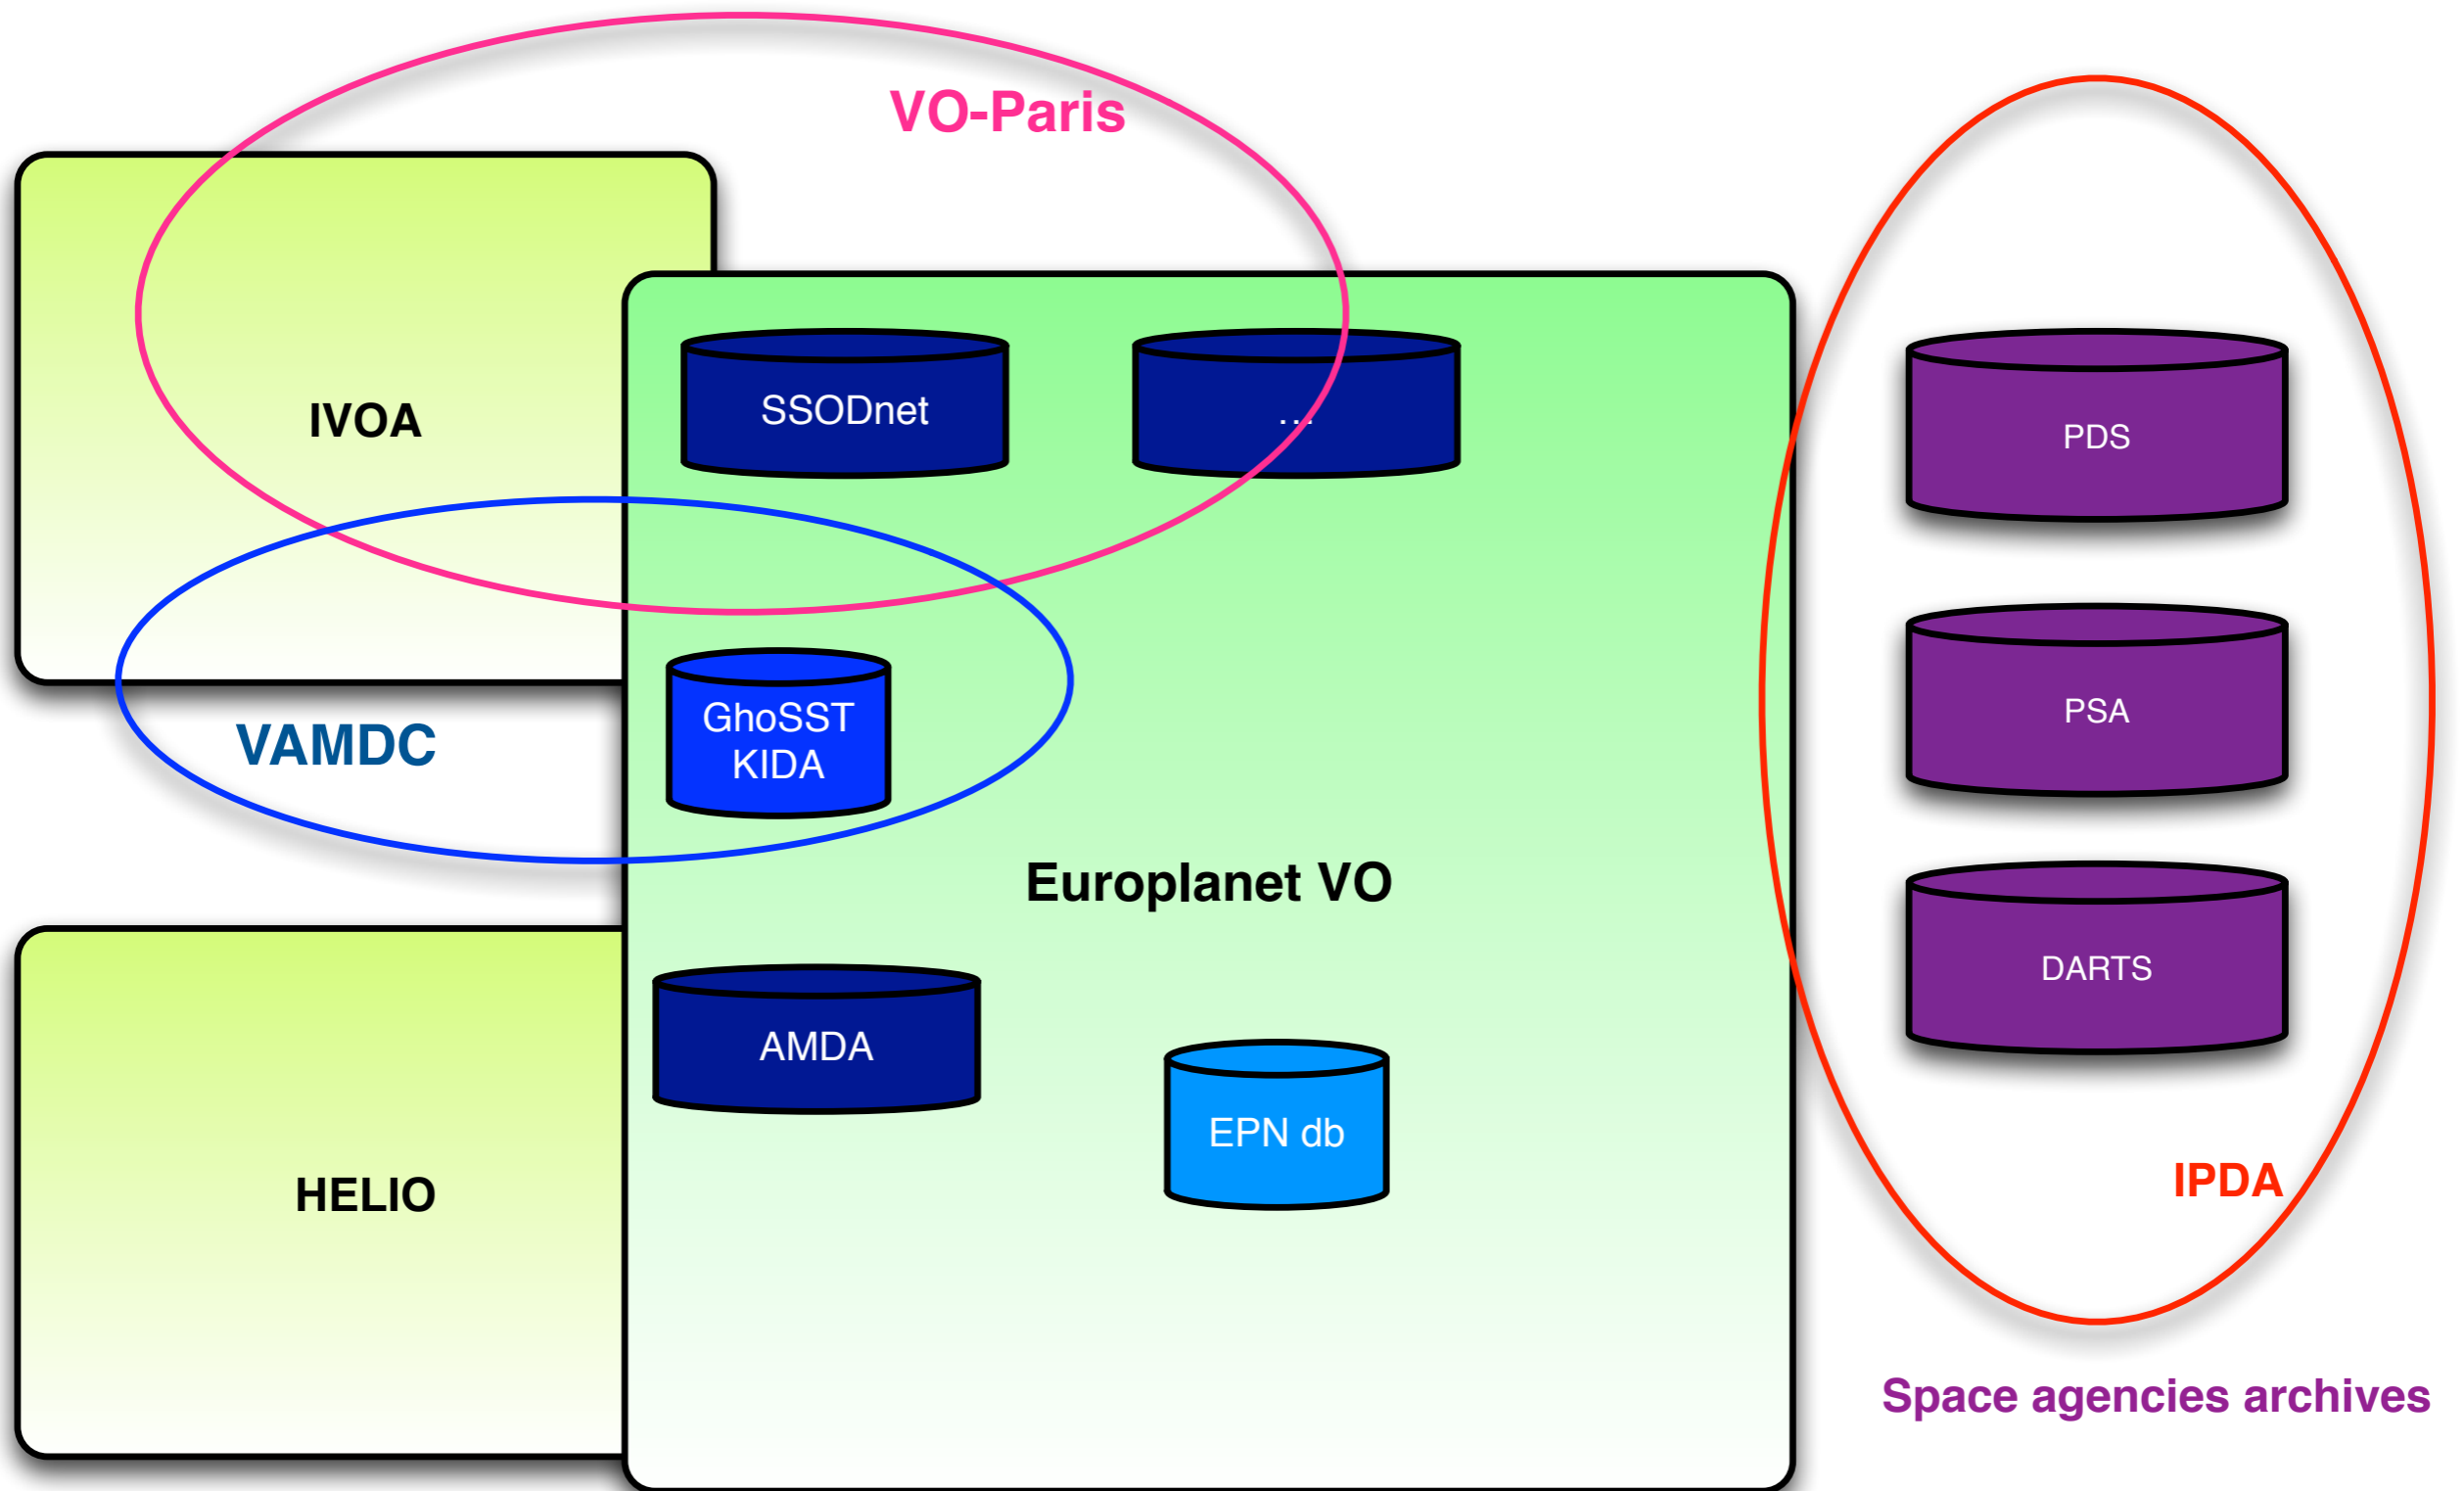 VO-Paris
IVOA
SSODnet
...
PDS
GhoSST
KIDA
PSA
VAMDC
Europlanet VO
DARTS
AMDA
EPN db
HELIO
IPDA
Space agencies archives